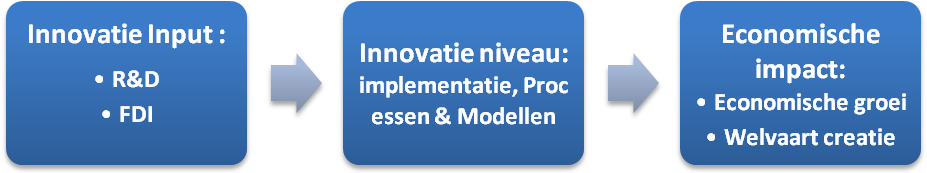 Innovatie Input :
• R&D
• FDI
Innovatie niveau:
implementatie, Proc
essen & Modellen
Economische
impact:
• Economische groei
• Welvaart creatie